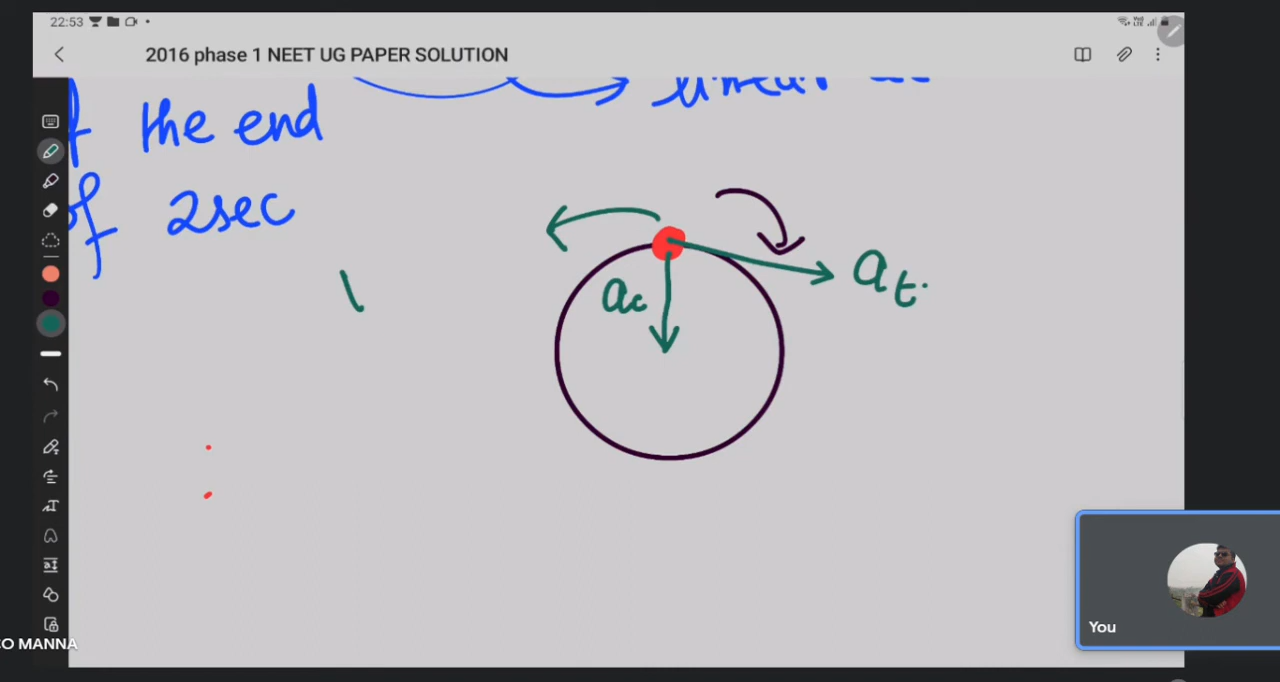 22:53
2016 phase 1 NEET UG PAPER SOLUTION
the end
of 2sec
ac
at.
You
O MANNA